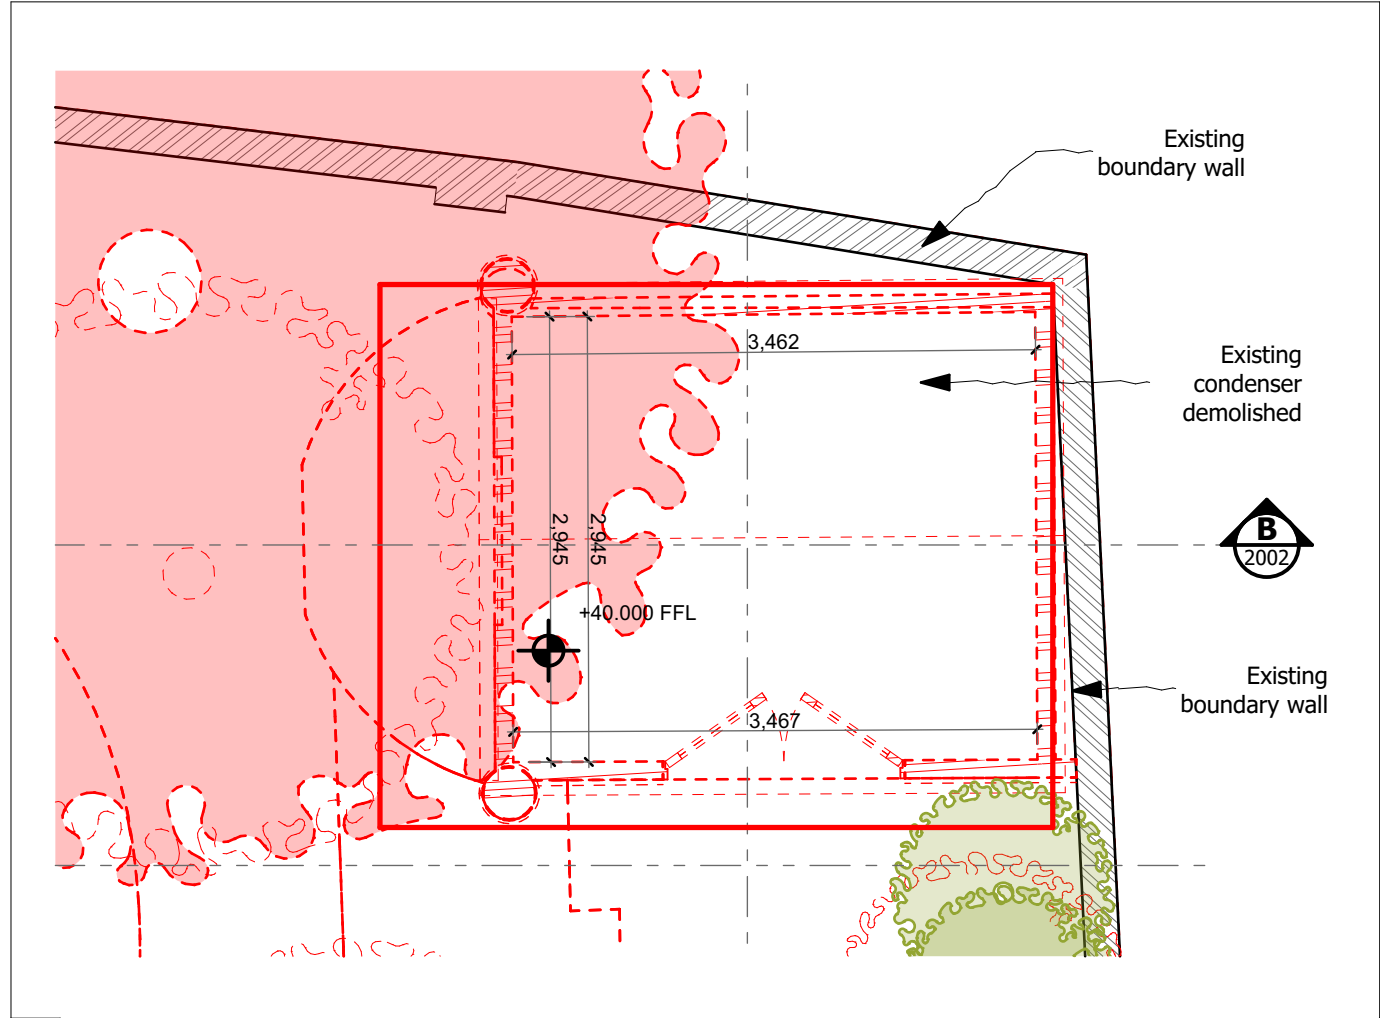 Existing
boundary wall
3,462
Existing
condenser
demolished
2,945
2,945
B
2002
+40.000 FFL
Existing
boundary wall
3,467